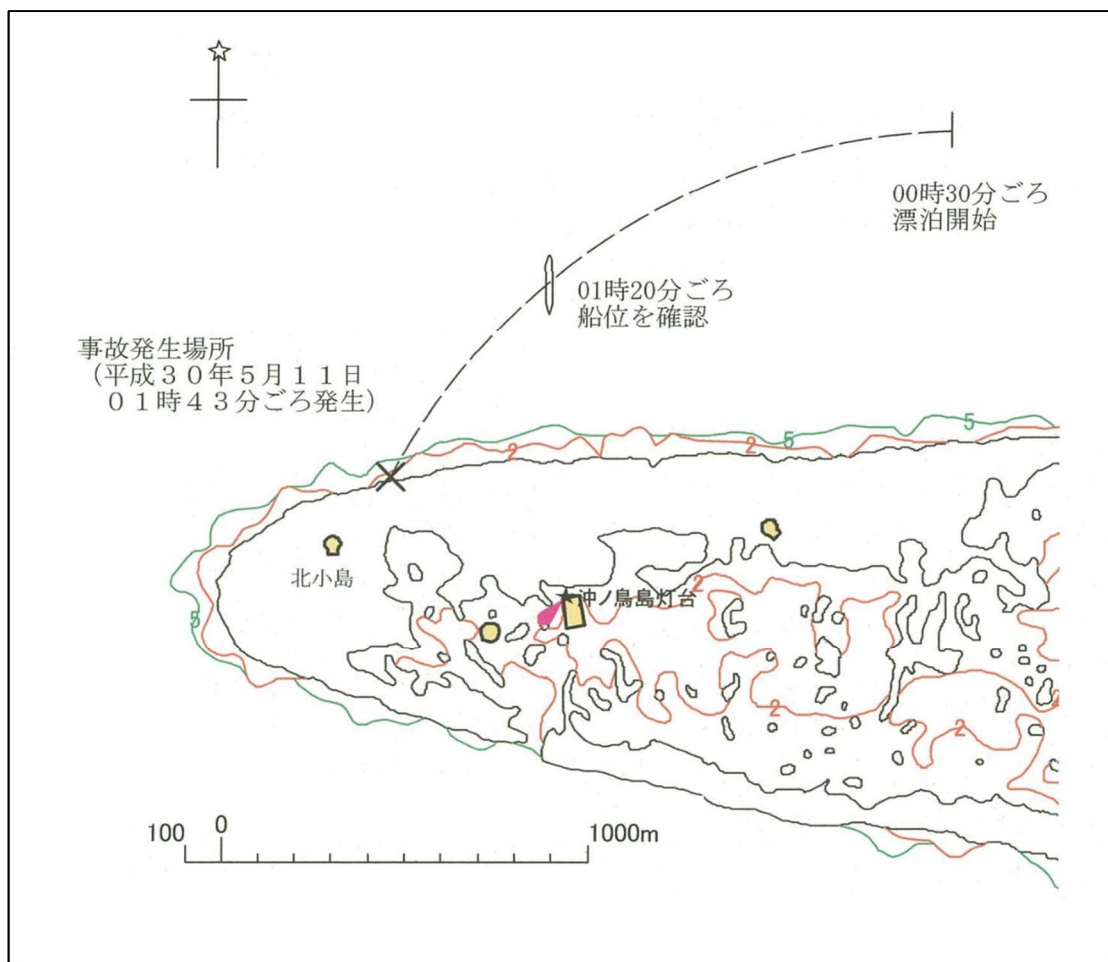 00時30分ごろ
漂泊開始
01時20分ごろ
船位を確認
事故発生場所
（平成３０年５月１１日
０１時４３分ごろ発生）
5
2
5
2
北小島
沖ノ鳥島灯台
2
5
2
2
2
100 0 1000m